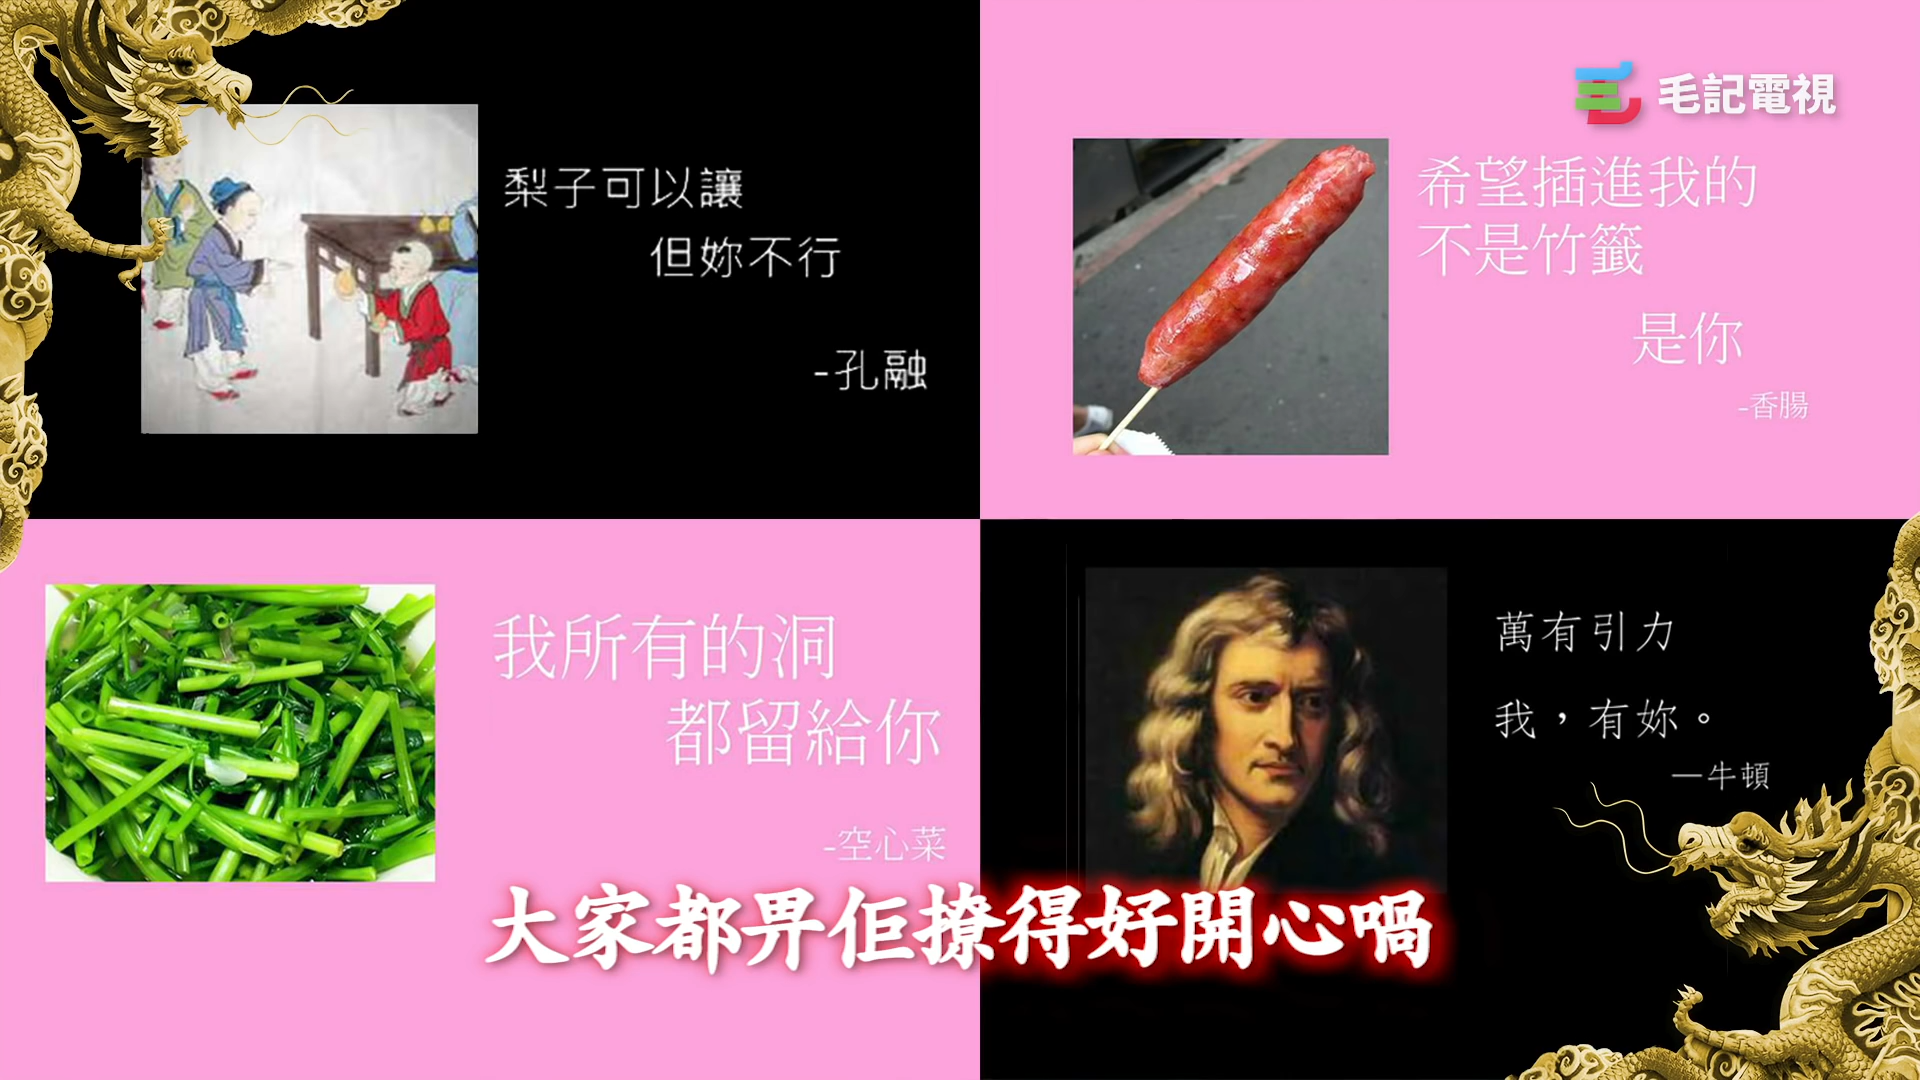 梨子可以讓
但妳不行
-孔融
毛記電視
希望插進我的
不是竹籤
是你
-香腸
我所有的洞
都留給你
-空心菜
萬有引力
我，有妳。
—牛頓
大家都畀佢撩得好開心喎